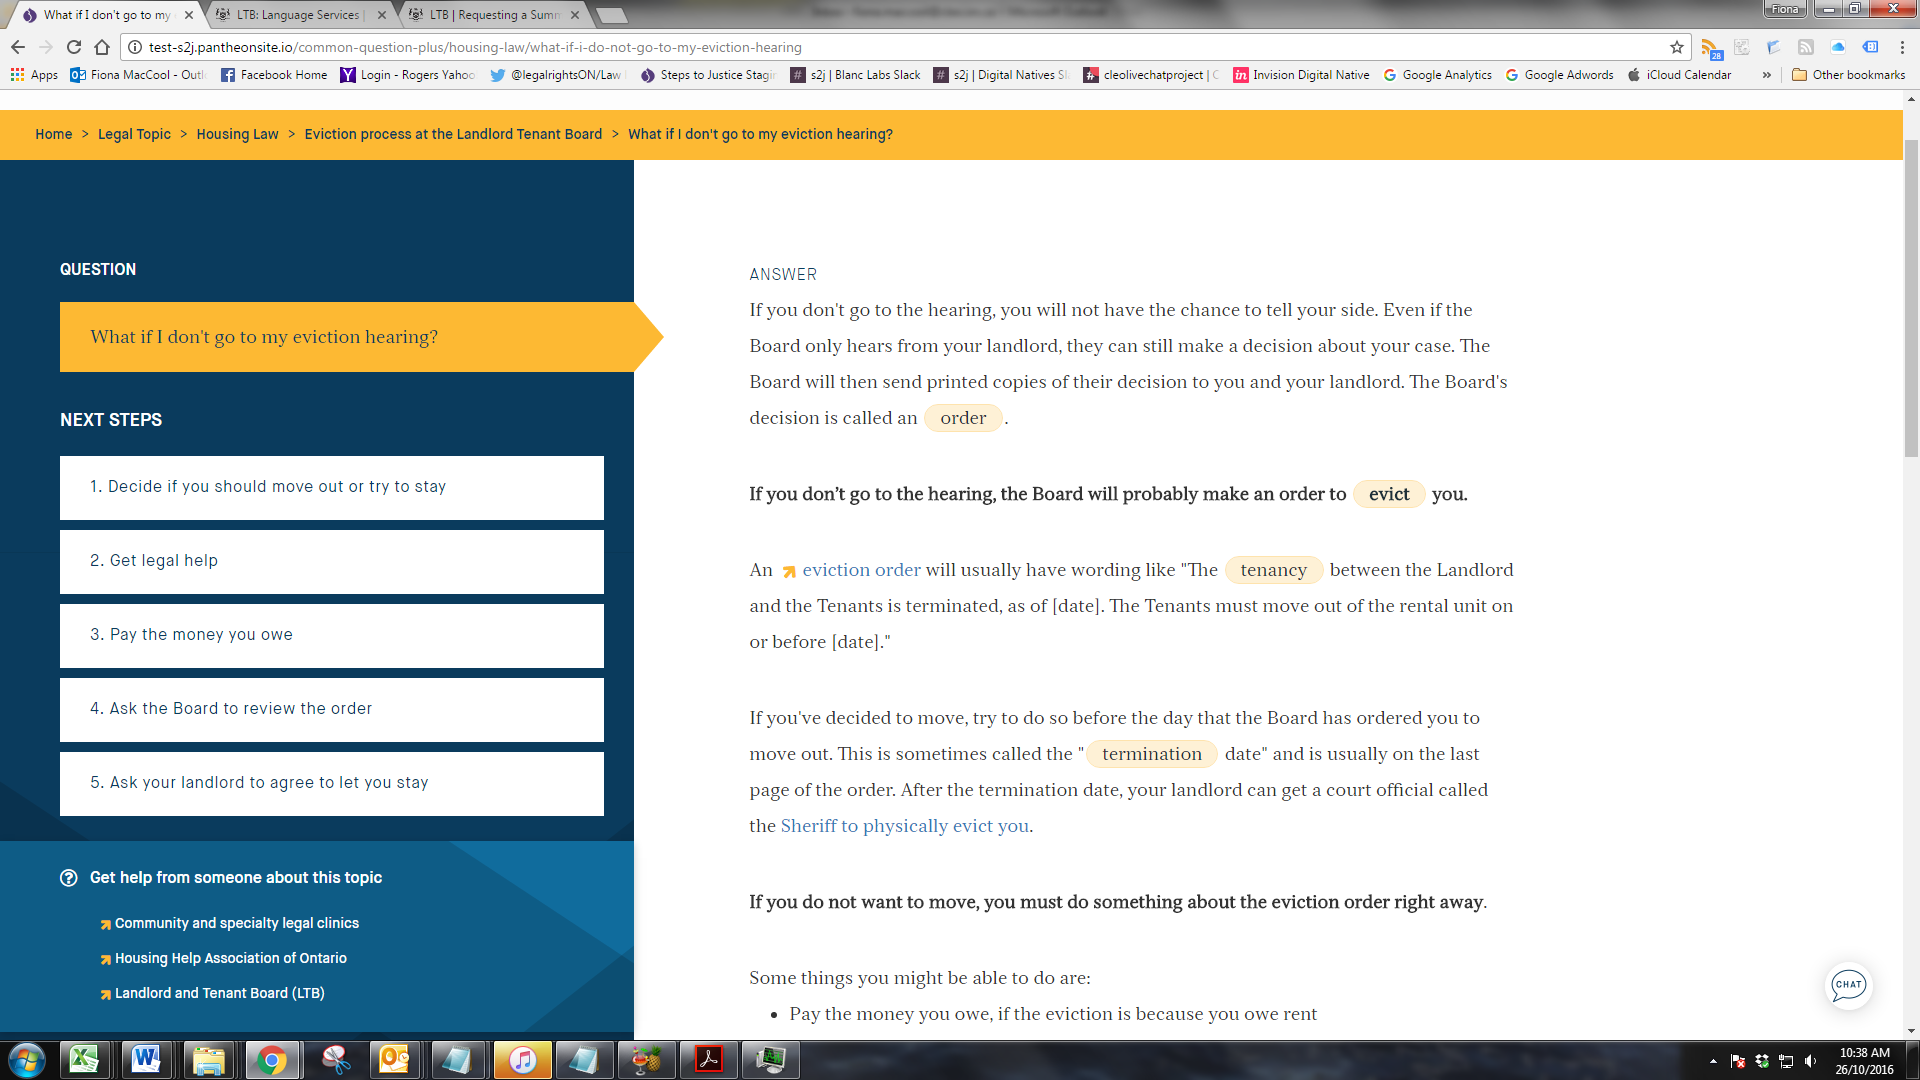 What if I don't go to my
LTB: Language Services |
LTB | Requesting a Summ
Fiona
test-s2j.pantheonsite.io/common-question-plus/housing-law/what-if-i-do-not-go-to-my-eviction-hearing
28
Apps
Fiona MacCool - Outl
Facebook Home
Login - Rogers Yahoo
@legalrightsON/Law
Steps to Justice Stagin
s2j | Blanc Labs Slack
s2j | Digital Natives Sl
cleolivechatproject | C
Invision Digital Native
Google Analytics
Google Adwords
iCloud Calendar
»
Other bookmarks
Home > Legal Topic > Housing Law > Eviction process at the Landlord Tenant Board > What if I don't go to my eviction hearing?
QUESTION
What if I don't go to my eviction hearing?
NEXT STEPS
1. Decide if you should move out or try to stay
2. Get legal help
3. Pay the money you owe
4. Ask the Board to review the order
5. Ask your landlord to agree to let you stay
Get help from someone about this topic
Community and specialty legal clinics
Housing Help Association of Ontario
Landlord and Tenant Board (LTB)
ANSWER
If you don't go to the hearing, you will not have the chance to tell your side. Even if the
Board only hears from your landlord, they can still make a decision about your case. The
Board will then send printed copies of their decision to you and your landlord. The Board's
decision is called an order .
If you don’t go to the hearing, the Board will probably make an order to evict you.
An eviction order will usually have wording like "The tenancy between the Landlord
and the Tenants is terminated, as of [date]. The Tenants must move out of the rental unit on
or before [date]."
If you've decided to move, try to do so before the day that the Board has ordered you to
move out. This is sometimes called the " termination date" and is usually on the last
page of the order. After the termination date, your landlord can get a court official called
the Sheriff to physically evict you.
If you do not want to move, you must do something about the eviction order right away.
Some things you might be able to do are:
• Pay the money you owe, if the eviction is because you owe rent
CHAT
10:38 AM
26/10/2016